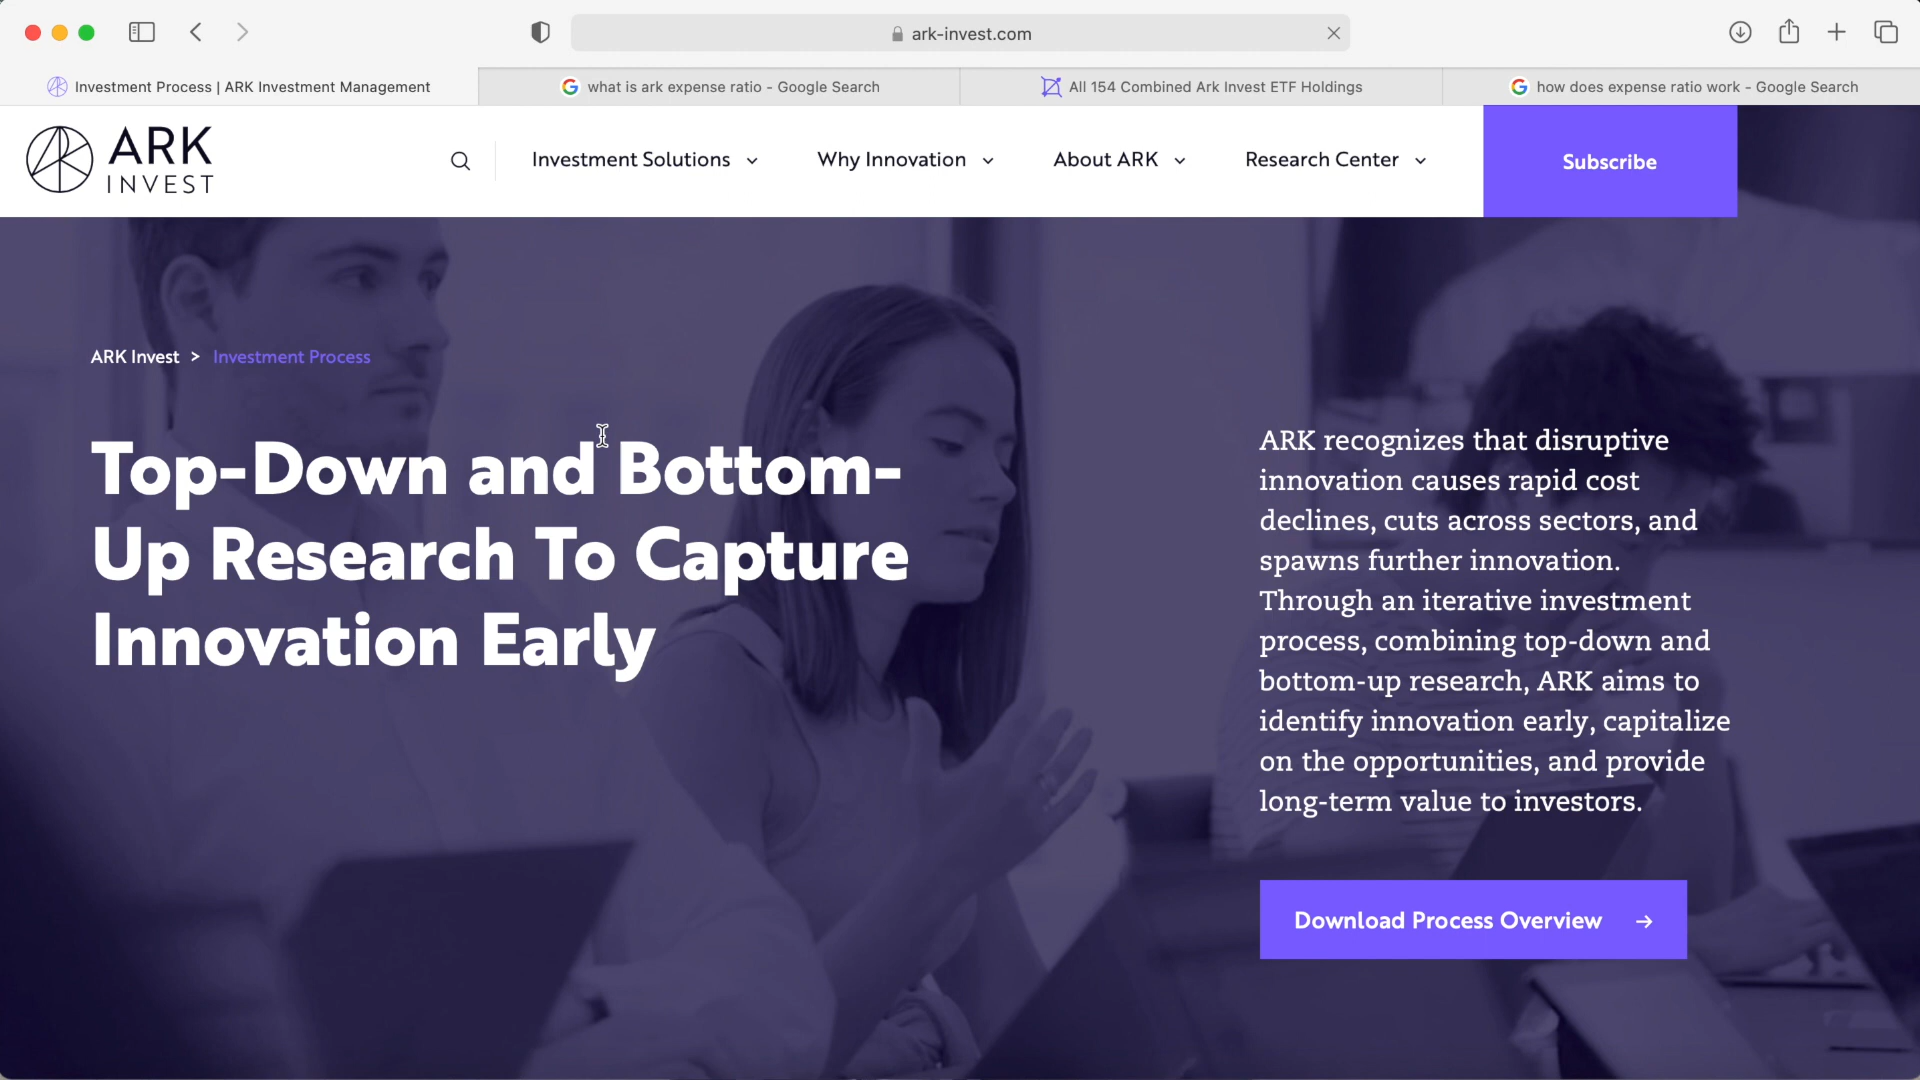 ark-invest.com
Investment Process | ARK Investment Management
what is ark expense ratio - Google Search
All 154 Combined Ark Invest ETF Holdings
how does expense ratio work - Google Search
ARK
INVEST
Investment Solutions
Why Innovation
About ARK
Research Center
Subscribe
ARK Invest > Investment Process
Top-Down and Bottom-
Up Research To Capture
Innovation Early
ARK recognizes that disruptive
innovation causes rapid cost
declines, cuts across sectors, and
spawns further innovation.
Through an iterative investment
process, combining top-down and
bottom-up research, ARK aims to
identify innovation early, capitalize
on the opportunities, and provide
long-term value to investors.
Download Process Overview →